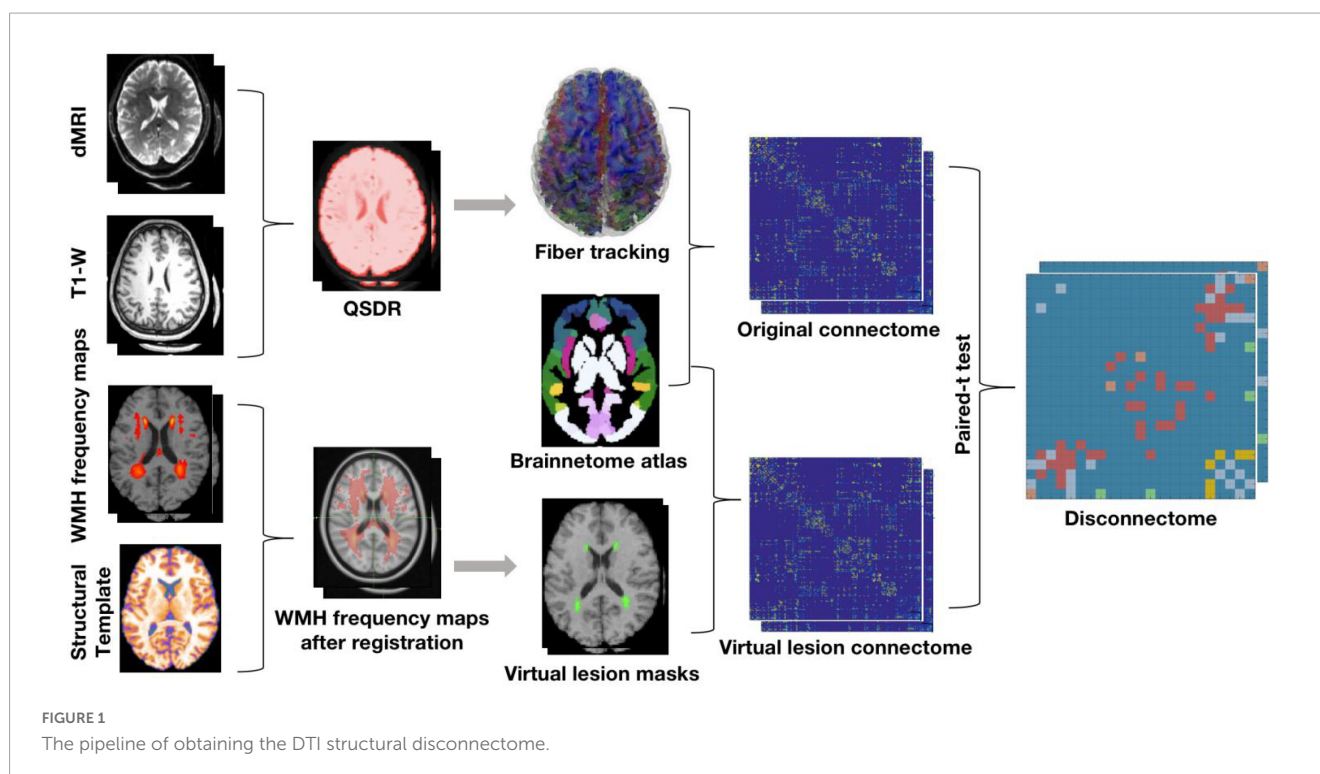 dMRI
T1-W
WMH frequency maps
Structural
Template
QSDR
WMH frequency maps
after registration
Fiber tracking
Brainnetome atlas
Virtual lesion masks
Original connectome
Virtual lesion connectome
Paired-t test
Disconnectome
FIGURE 1
The pipeline of obtaining the DTI structural disconnectome.